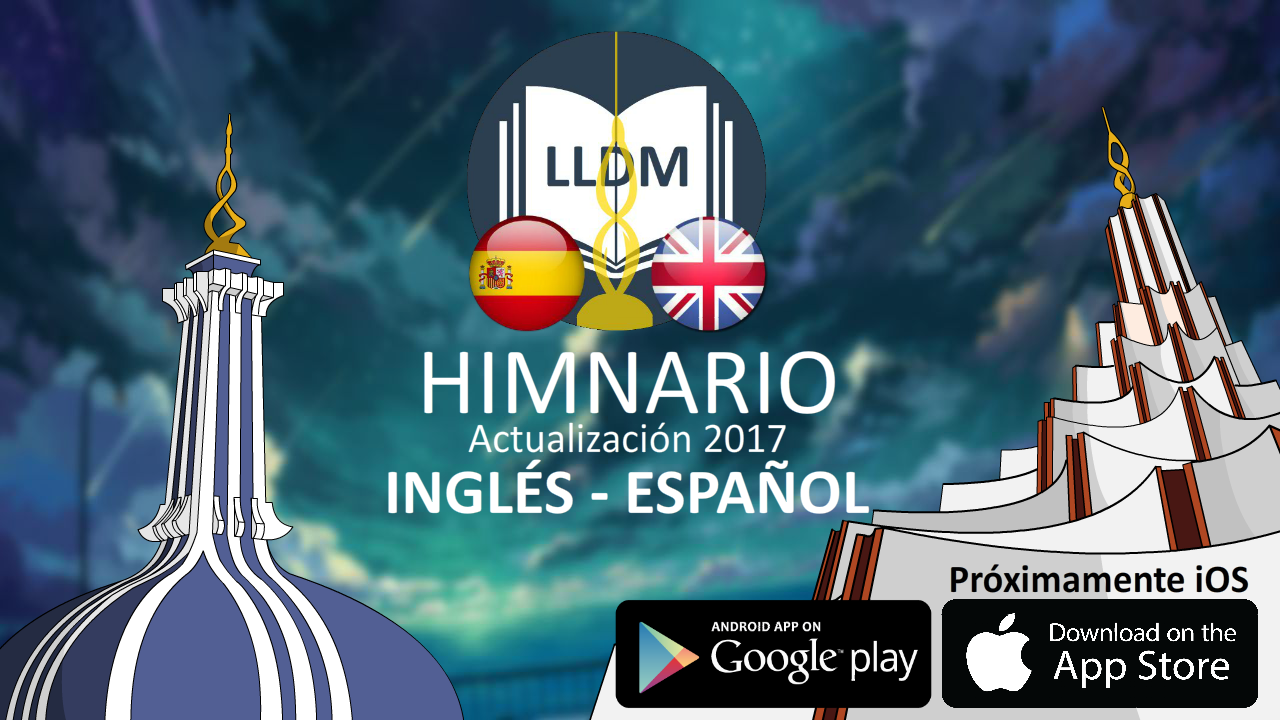 LLDM
HIMNARIO
Actualización 2017
INGLÉS - ESPAÑOL
Próximamente iOS
ANDROID APP ON
Google play
Download on the
App Store